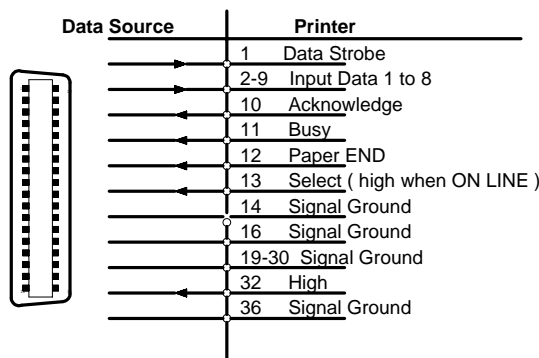 Data Source Printer
1 Data Strobe
2-9 Input Data 1 to 8
10 Acknowledge
11 Busy
12 Paper END
13 Select ( high when ON LINE )
14 Signal Ground
16 Signal Ground
19-30 Signal Ground
32 High
36 Signal Ground